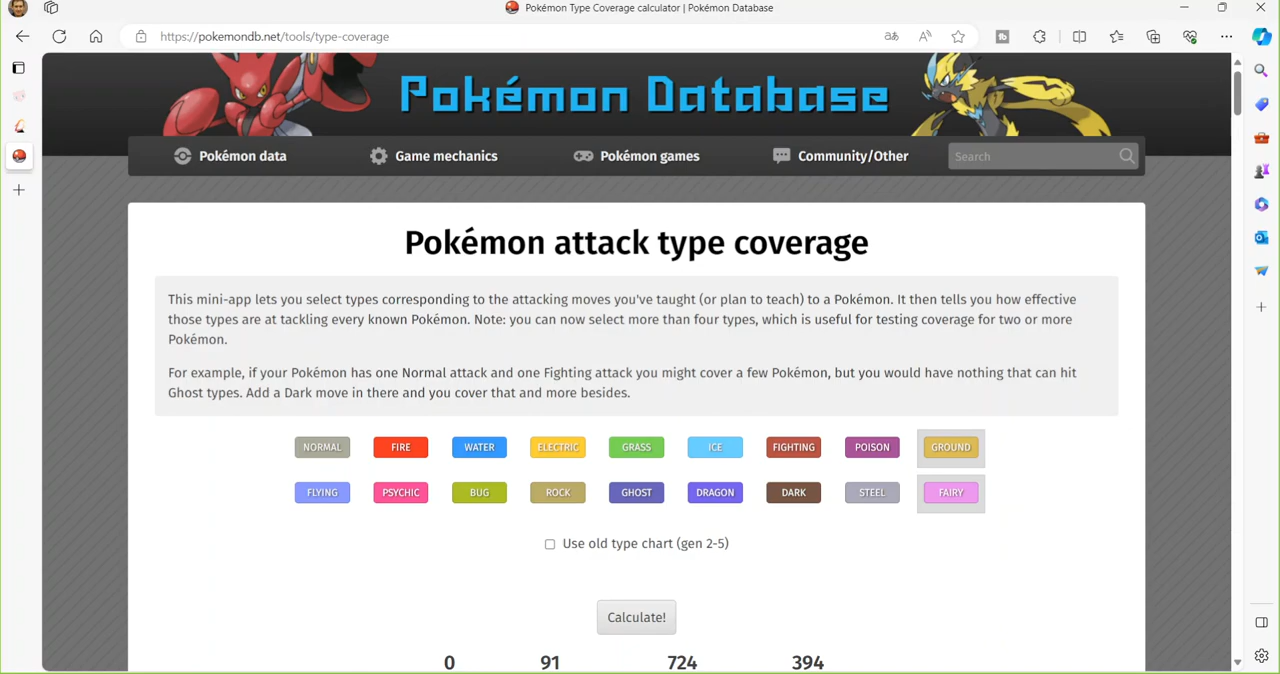 Pokémon Type Coverage calculator | Pokémon Database
https://pokemondb.net/tools/type-coverage
Pokémon Database
Pokémon data
Game mechanics
Pokémon games
Community/Other
Search
Pokémon attack type coverage
This mini-app lets you select types corresponding to the attacking moves you've taught (or plan to teach) to a Pokémon. It then tells you how effective
those types are at tackling every known Pokémon. Note: you can now select more than four types, which is useful for testing coverage for two or more
Pokémon.
For example, if your Pokémon has one Normal attack and one Fighting attack you might cover a few Pokémon, but you would have nothing that can hit
Ghost types. Add a Dark move in there and you cover that and more besides.
NORMAL FIRE WATER ELECTRIC GRASS ICE FIGHTING POISON GROUND
FLYING PSYCHIC BUG ROCK GHOST DRAGON DARK STEEL FAIRY
Use old type chart (gen 2-5)
Calculate!
0 91 724 394